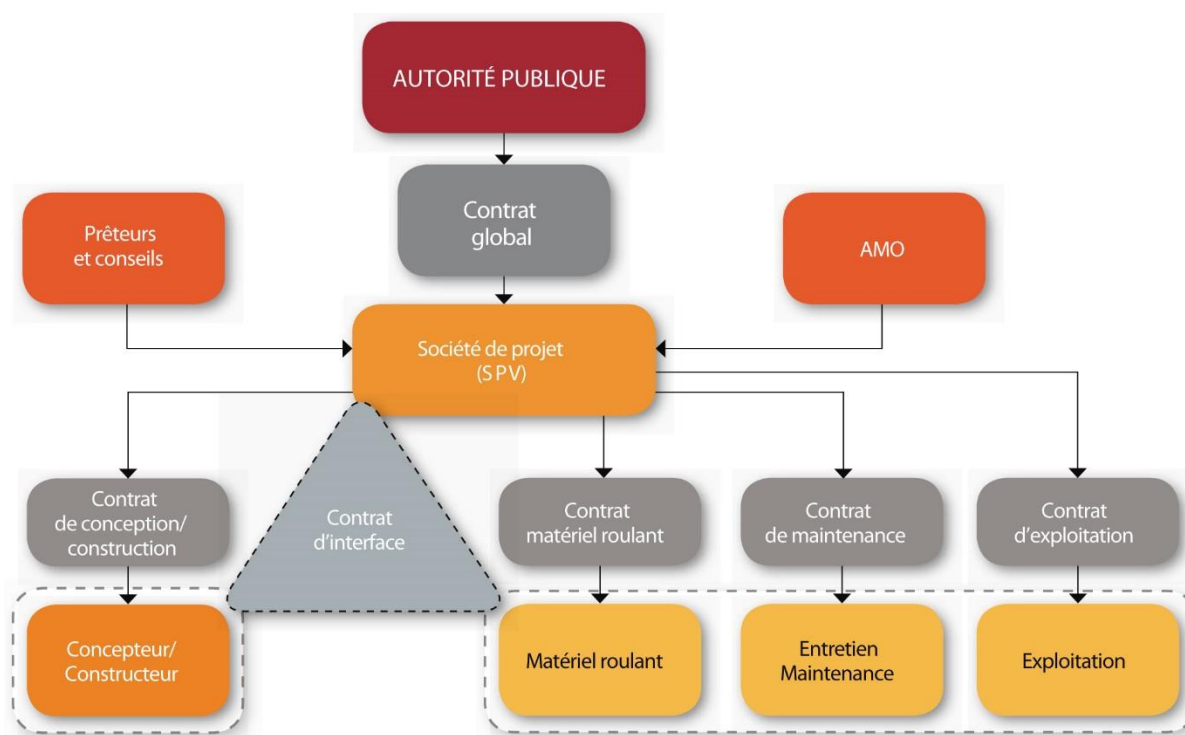 AUTORITÉ PUBLIQUE
Contrat
global
Prêteurs
et conseils
AMO
Société de projet
(SPV)
Contrat
de conception/
construction
Contrat
d’interface
Contrat
matériel roulant
Contrat
de maintenance
Contrat
d’exploitation
Concepteur/
Constructeur
Matériel roulant
Entretien
Maintenance
Exploitation